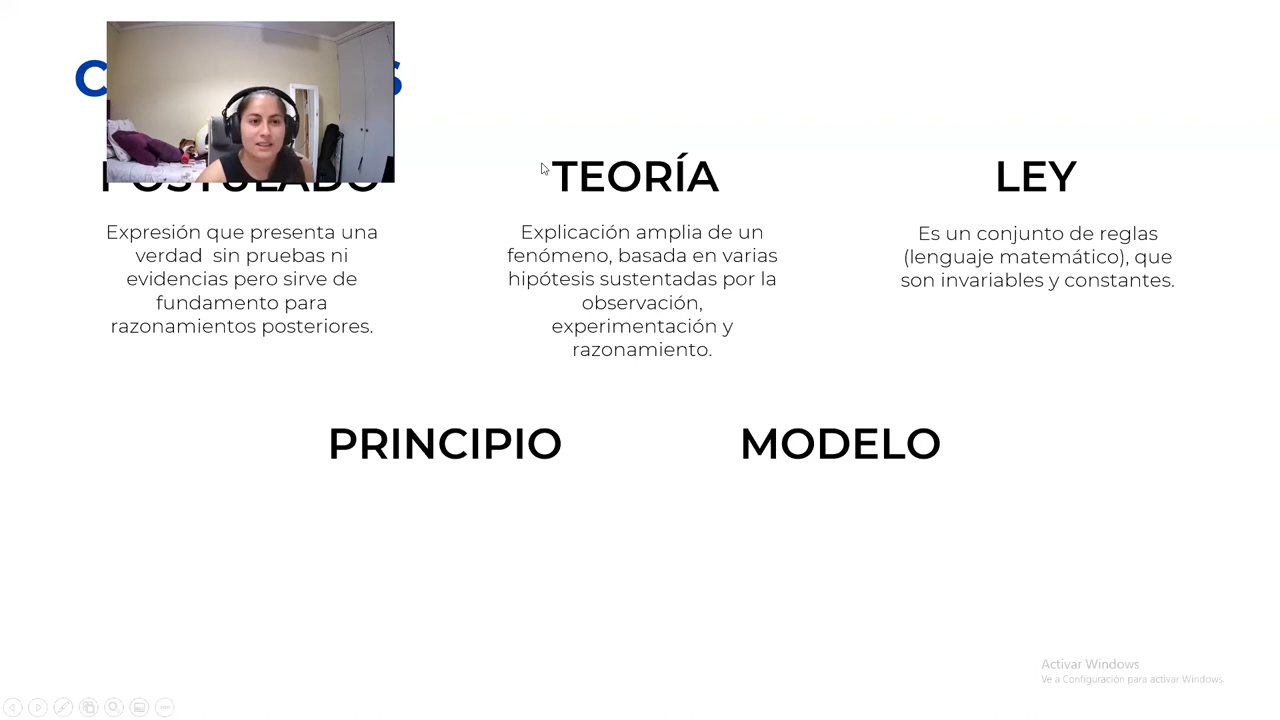 POSTULADO
Expresión que presenta una
verdad sin pruebas ni
evidencias pero sirve de
fundamento para
razonamientos posteriores.
TEORÍA
Explicación amplia de un
fenómeno, basada en varias
hipótesis sustentadas por la
observación,
experimentación y
razonamiento.
LEY
Es un conjunto de reglas
(lenguaje matemático), que
son invariables y constantes.
PRINCIPIO
MODELO
Activar Windows
Ve a Configuración para activar Windows.